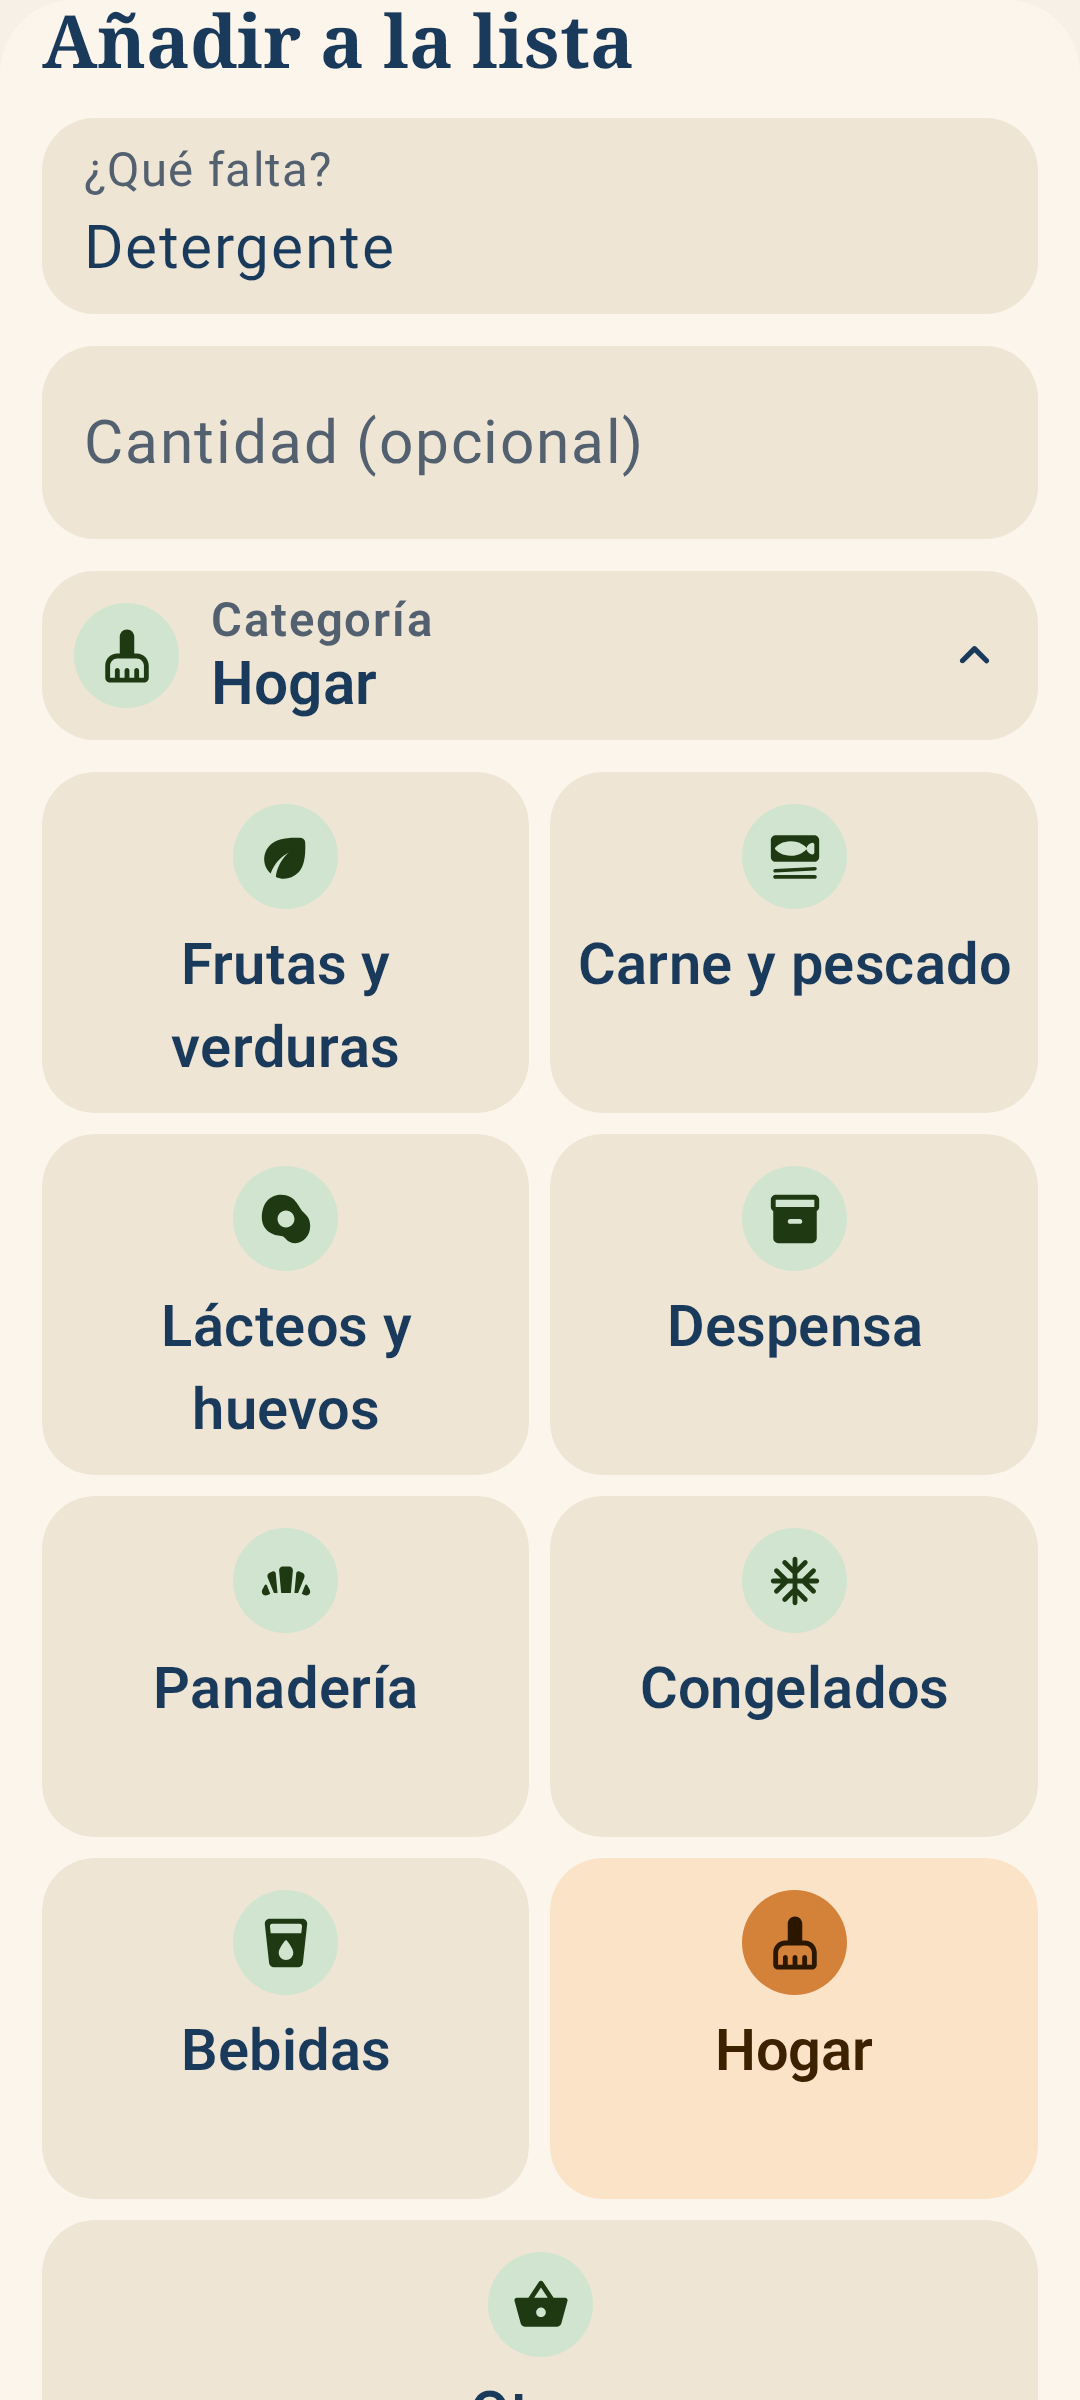 Añadir a la lista
¿Qué falta?
Detergente
Cantidad (opcional)
Categoría
Hogar
Frutas y
verduras
Carne y pescado
Lácteos y
huevos
Despensa
Panadería
Congelados
Bebidas
Hogar